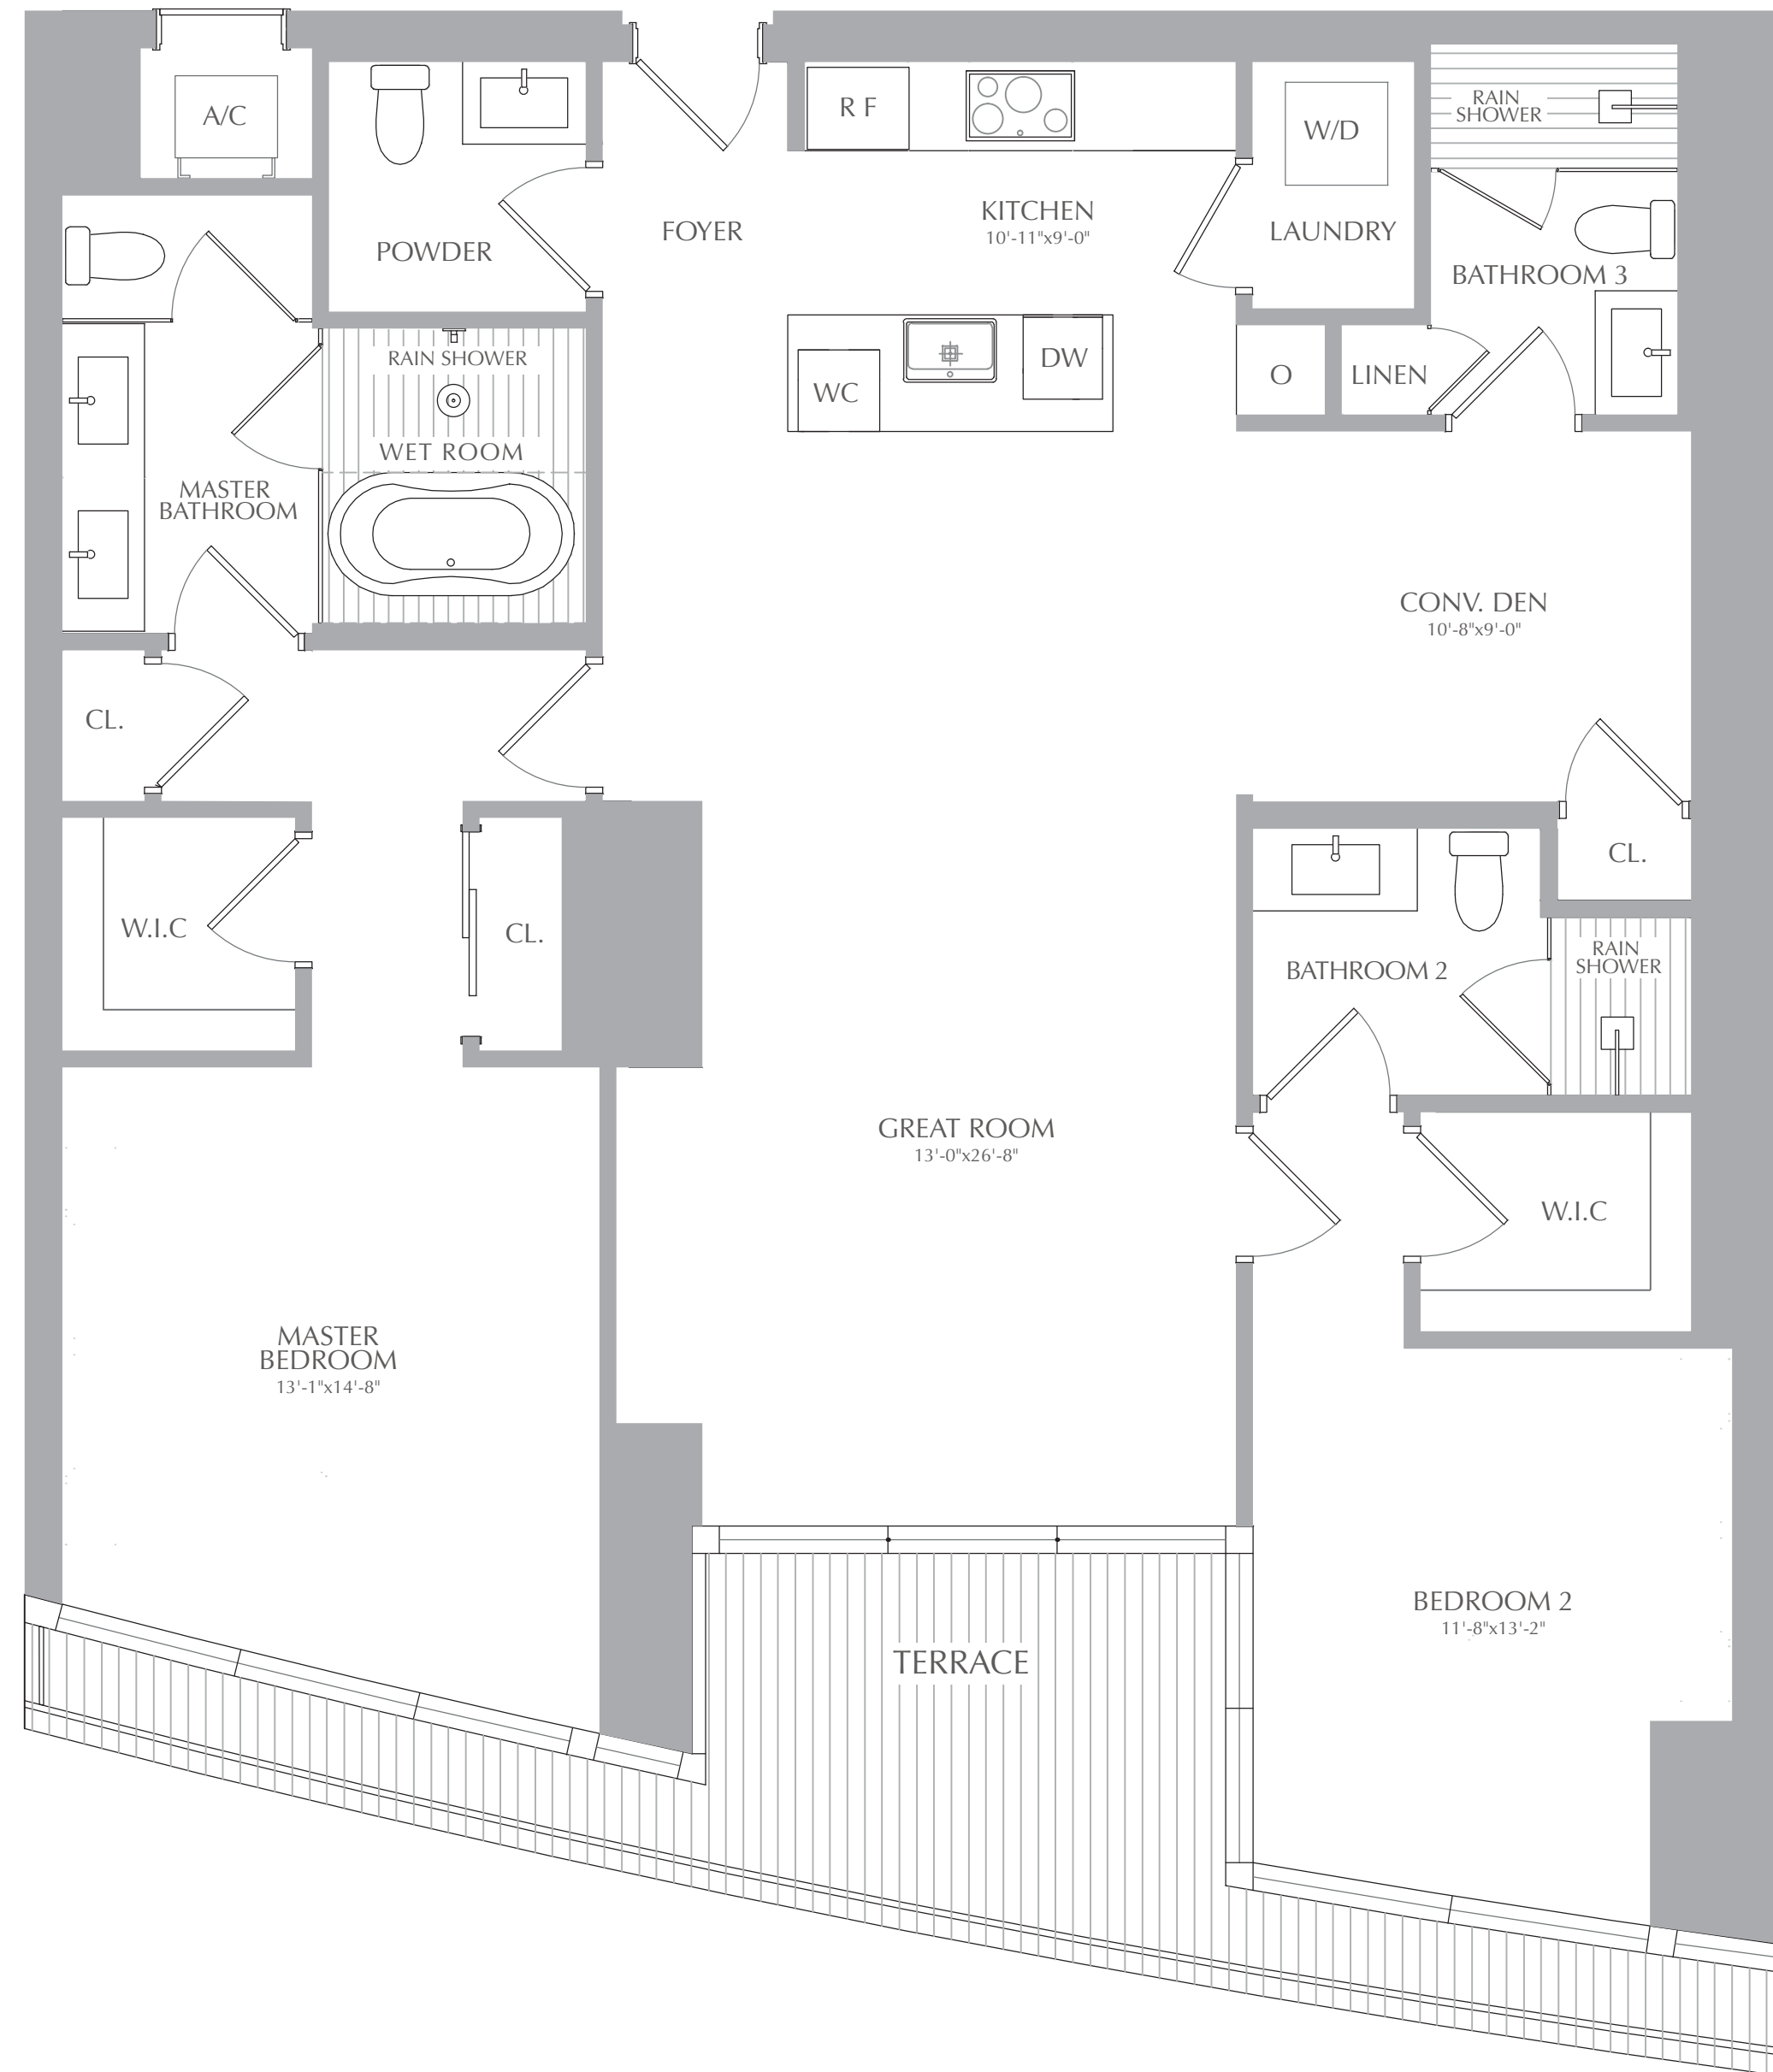 A/C
R F
W/D
RAIN
SHOWER
POWDER
FOYER
KITCHEN
10'-11"x9'-0"
LAUNDRY
BATHROOM 3
RAIN SHOWER
WC
DW
O
LINEN
WET ROOM
MASTER
BATHROOM
CONV. DEN
10'-8"x9'-0"
CL.
CL.
W.I.C
CL.
BATHROOM 2
RAIN
SHOWER
GREAT ROOM
13'-0"x26'-8"
W.I.C
MASTER
BEDROOM
13'-1"x14'-8"
BEDROOM 2
11'-8"x13'-2"
TERRACE